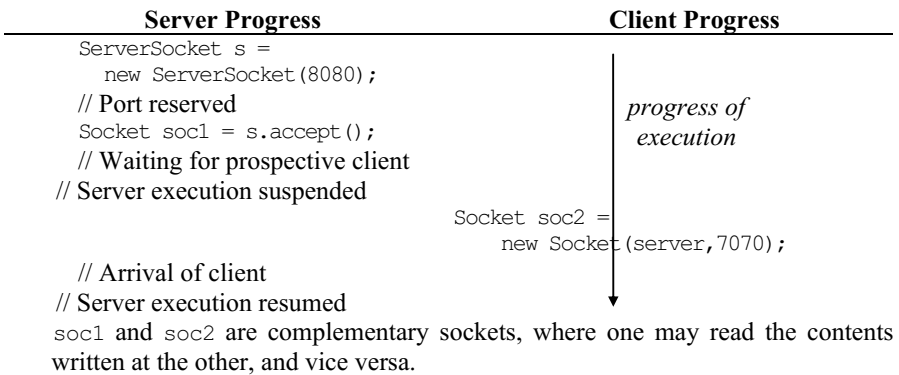 Server Progress Client Progress
ServerSocket s =
new ServerSocket(8080);
// Port reserved
progress of
Socket soc1 = s.accept();
execution
// Waiting for prospective client
// Server execution suspended
Socket soc2 =
new Socket(server,7070);
// Arrival of client
// Server execution resumed
soc1 and soc2 are complementary sockets, where one may read the contents
written at the other, and vice versa.